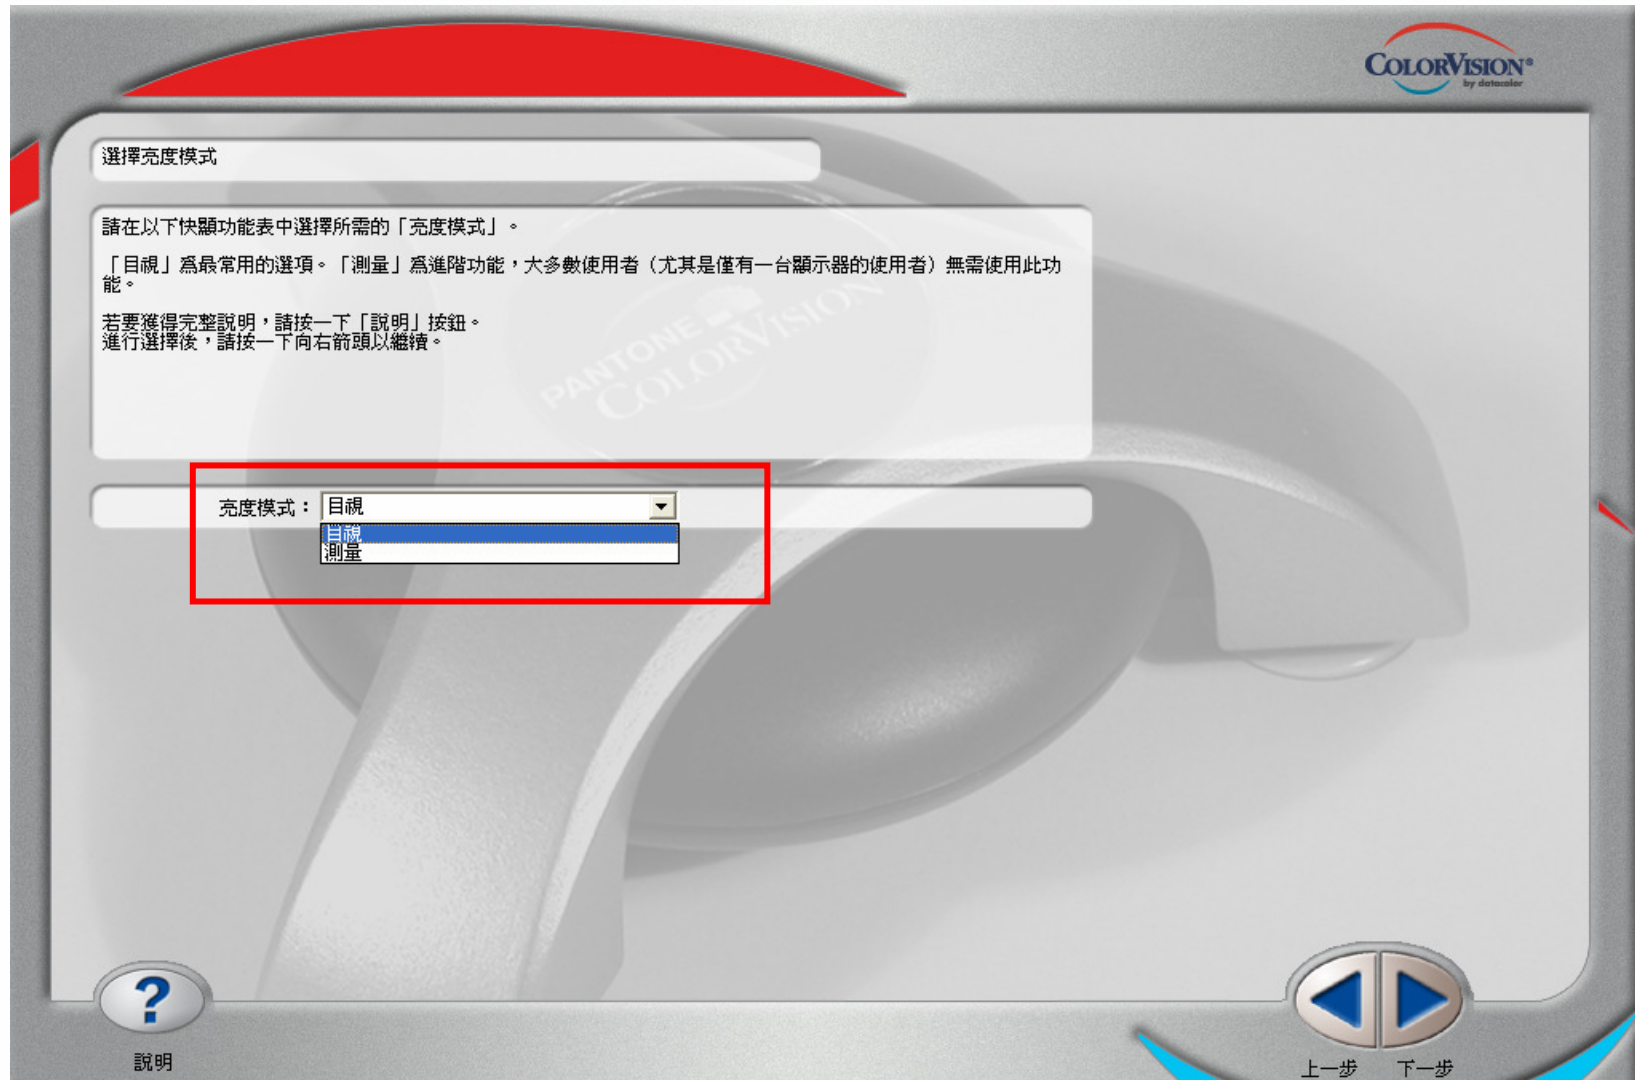 COLORVISION®
by datacolor
選擇亮度模式
請在以下快顯功能表中選擇所需的「亮度模式」。
「目視」為最常用的選項。「測量」為進階功能，大多數使用者（尤其是僅有一台顯示器的使用者）無需使用此功
能。
若要獲得完整說明，請按一下「說明」按鈕。
進行選擇後，請按一下向右箭頭以繼續。
PANTONE
COLORVISION
亮度模式：目視
目視
測量
?
說明
上一步 下一步